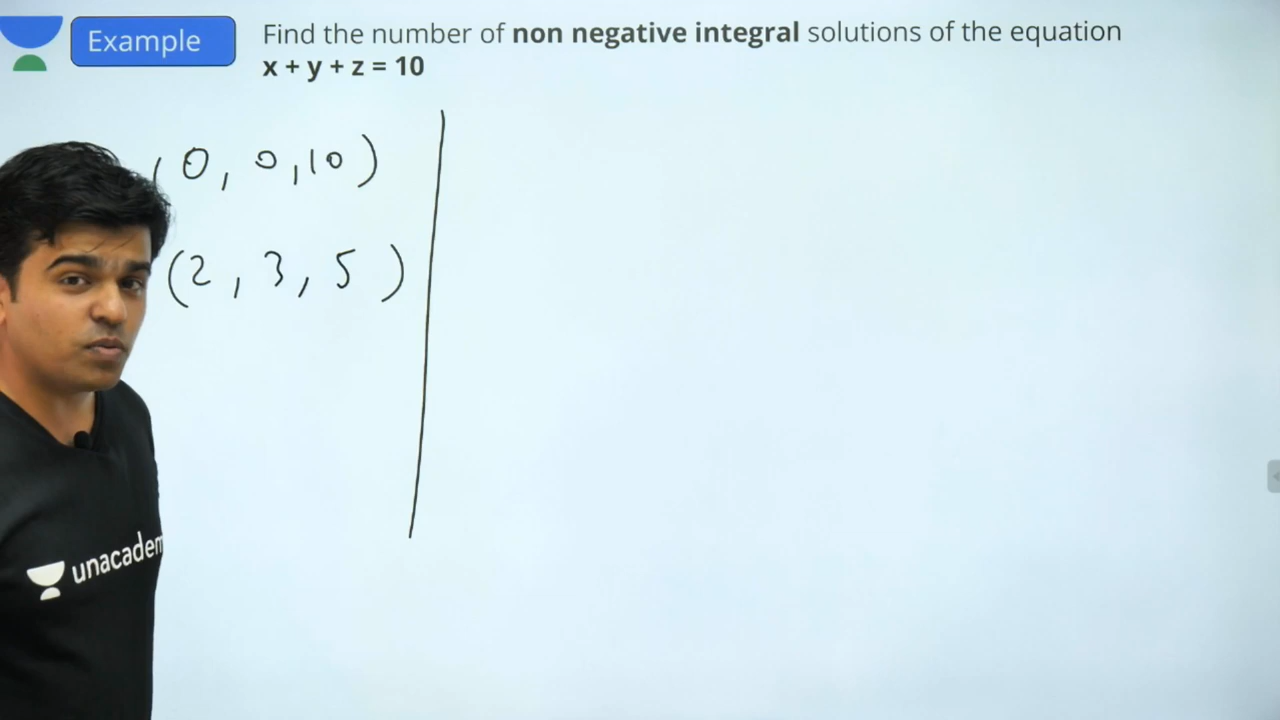 Example
Find the number of non negative integral solutions of the equation
x + y + z = 10
( 0, 0, 10 )
(2, 3, 5 )
unacadem